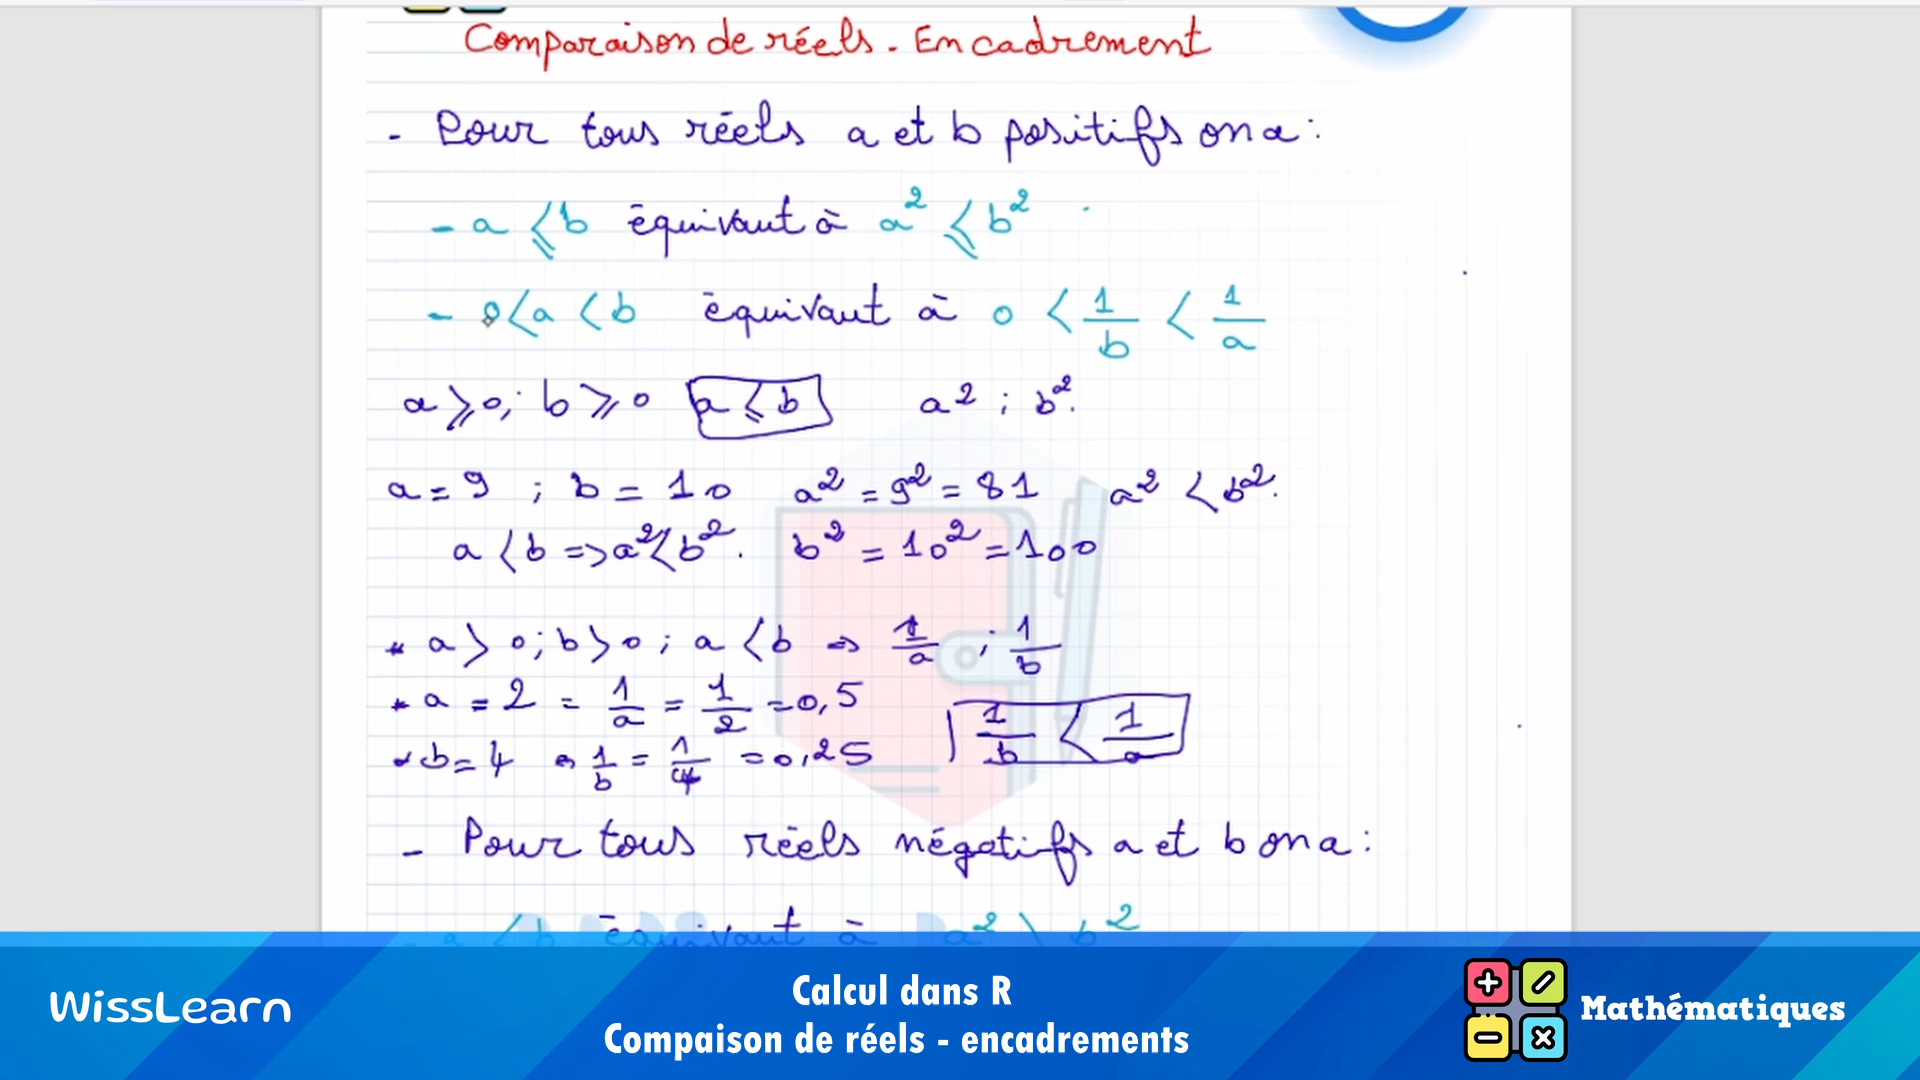 Comparaison de réels - Encadrement
- Pour tous réels a et b positifs on a :
- a ⩽ b équivaut à a² ⩽ b²
- 0 < a < b équivaut à 0 < 1/b < 1/a
a ⩾ 0 ; b ⩾ 0 a ⩽ b a² ; b².
a = 9 ; b = 10 a² = 9² = 81 a² < b².
a < b => a² < b². b² = 10² = 100
* a > 0 ; b > 0 ; a < b => 1/a ; 1/b
* a = 2 = 1/a = 1/2 = 0,5 1/b < 1/a
* b = 4 => 1/b = 1/4 = 0,25
- Pour tous réels négatifs a et b on a :
- a < b équivaut à a² > b²
WissLearn
Calcul dans R
Compaison de réels - encadrements
Mathématiques